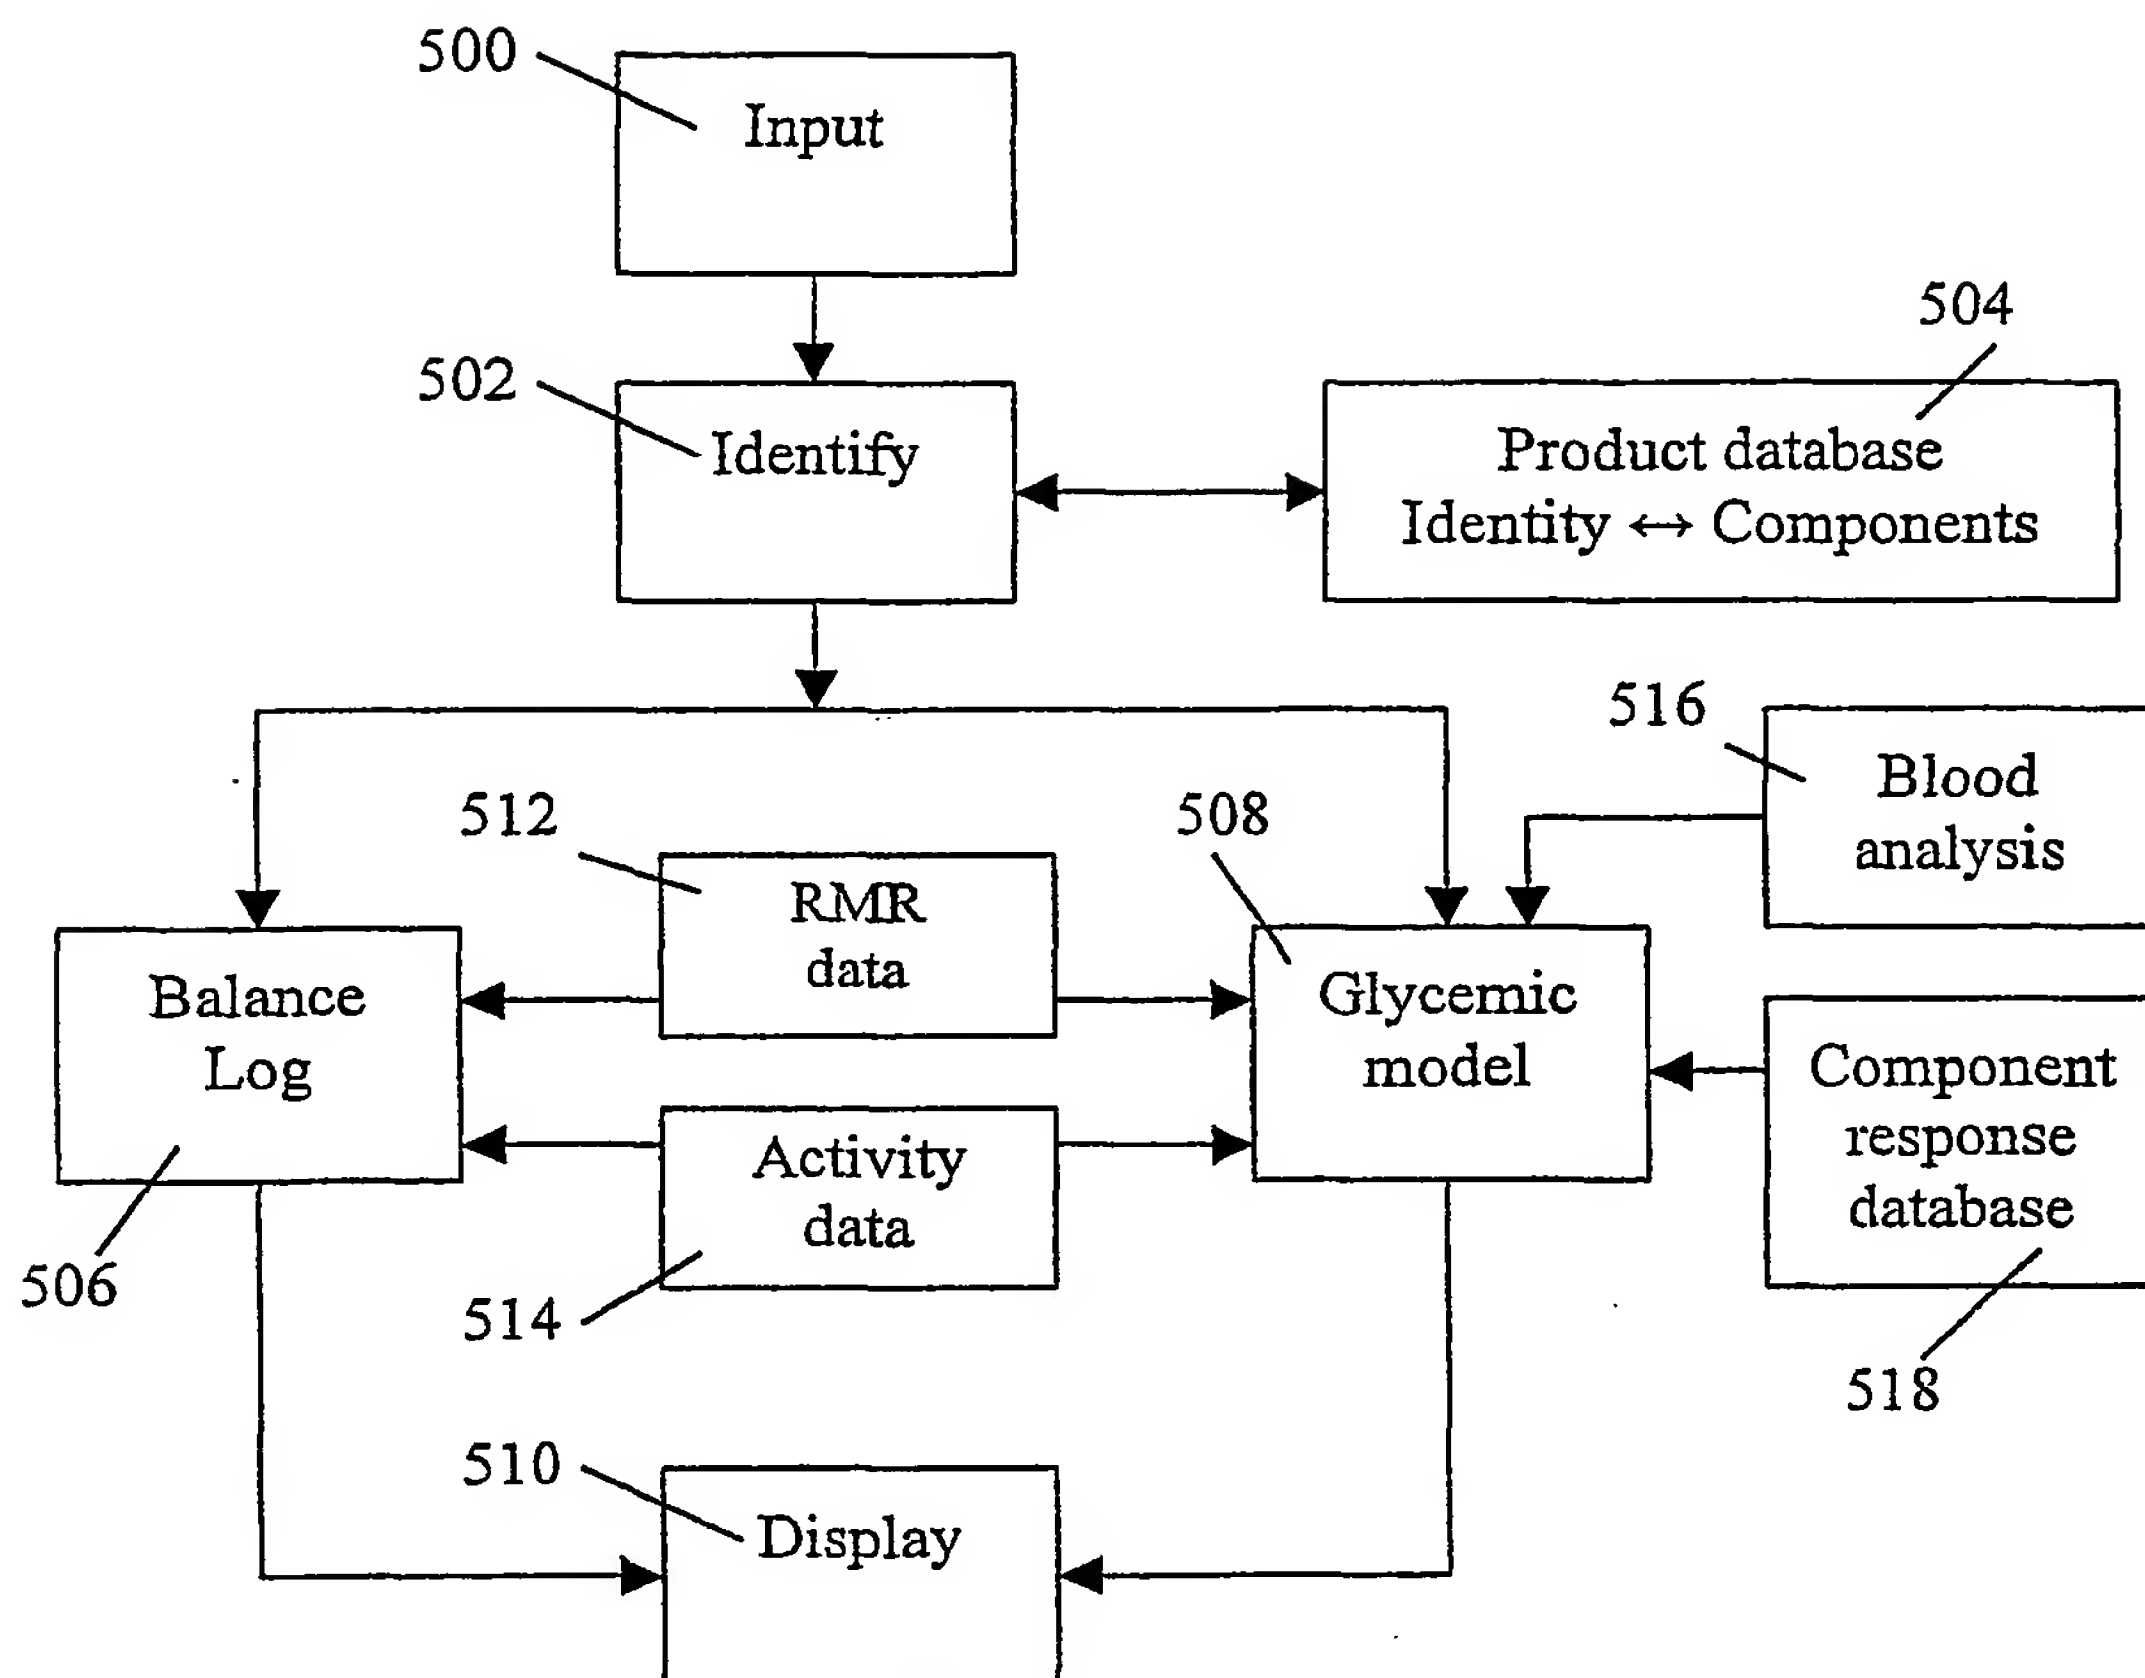 500
Input
504
502
Identify
Product database
Identity ↔ Components
516
Blood
analysis
512
508
RMR
data
Balance
Log
Glycemic
model
Component
response
database
Activity
data
506
514
518
510
Display